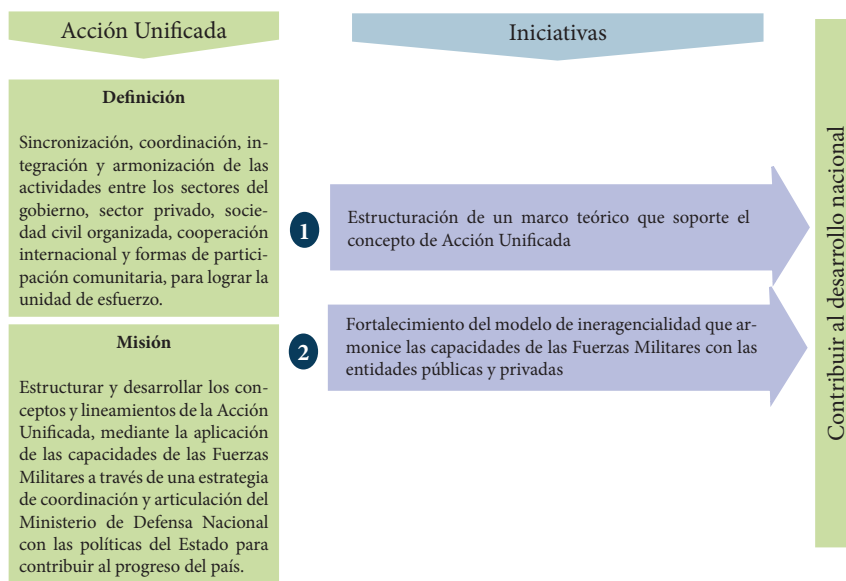 Acción Unificada
Definición
Sincronización, coordinación, in-
tegración y armonización de las
actividades entre los sectores del
gobierno, sector privado, socie-
dad civil organizada, cooperación
internacional y formas de partici-
pación comunitaria, para lograr la
unidad de esfuerzo.
Misión
Estructurar y desarrollar los con-
ceptos y lineamientos de la Acción
Unificada, mediante la aplicación
de las capacidades de las Fuerzas
Militares a través de una estrategia
de coordinación y articulación del
Ministerio de Defensa Nacional
con las políticas del Estado para
contribuir al progreso del país.
Iniciativas
1
Estructuración de un marco teórico que soporte el
concepto de Acción Unificada
2
Fortalecimiento del modelo de ineragencialidad que ar-
monice las capacidades de las Fuerzas Militares con las
entidades públicas y privadas
Contribuir al desarrollo nacional